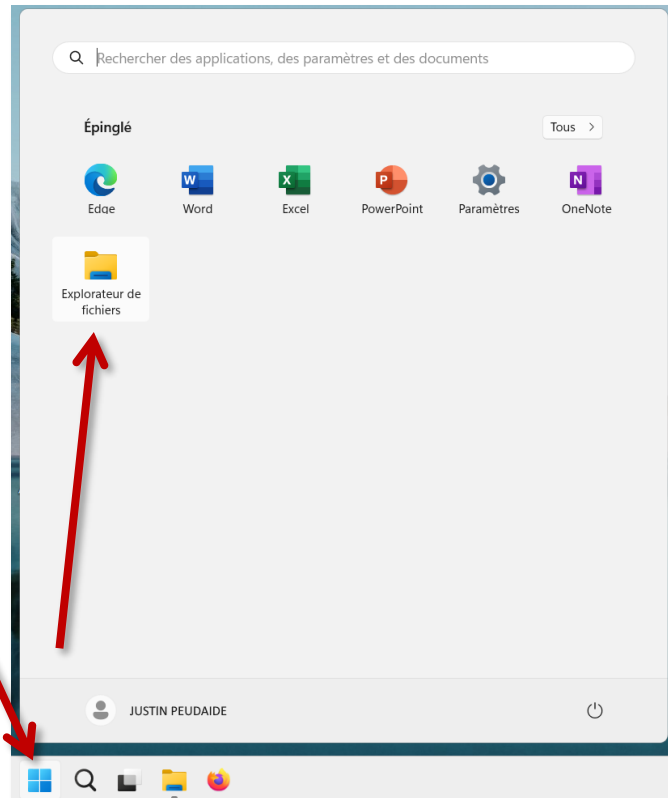 Rechercher des applications, des paramètres et des documents
Épinglé
Tous
Edge
Word
Excel
PowerPoint
Paramètres
OneNote
Explorateur de
fichiers
JUSTIN PEUDAIDE